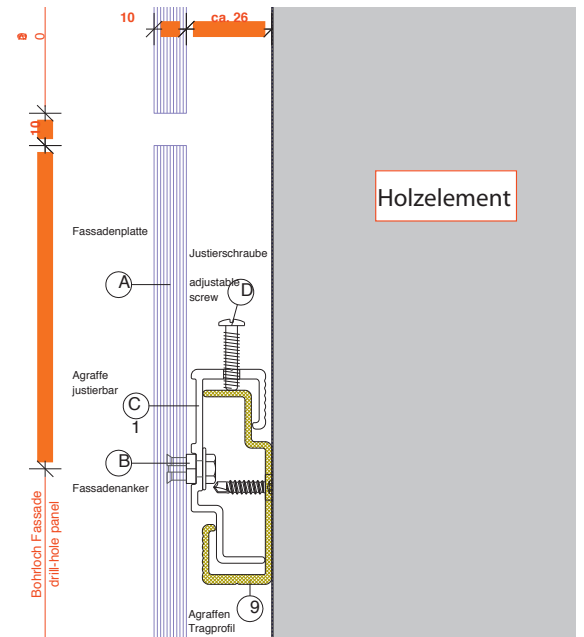 10
ca. 26
0
10
Holzelement
Fassadenplatte
Justierschraube
A
adjustable
screw
D
Agraffe
justierbar
C
1
B
Fassadenanker
Bohrloch Fassade
drill-hole panel
9
Agraffen
Tragprofil